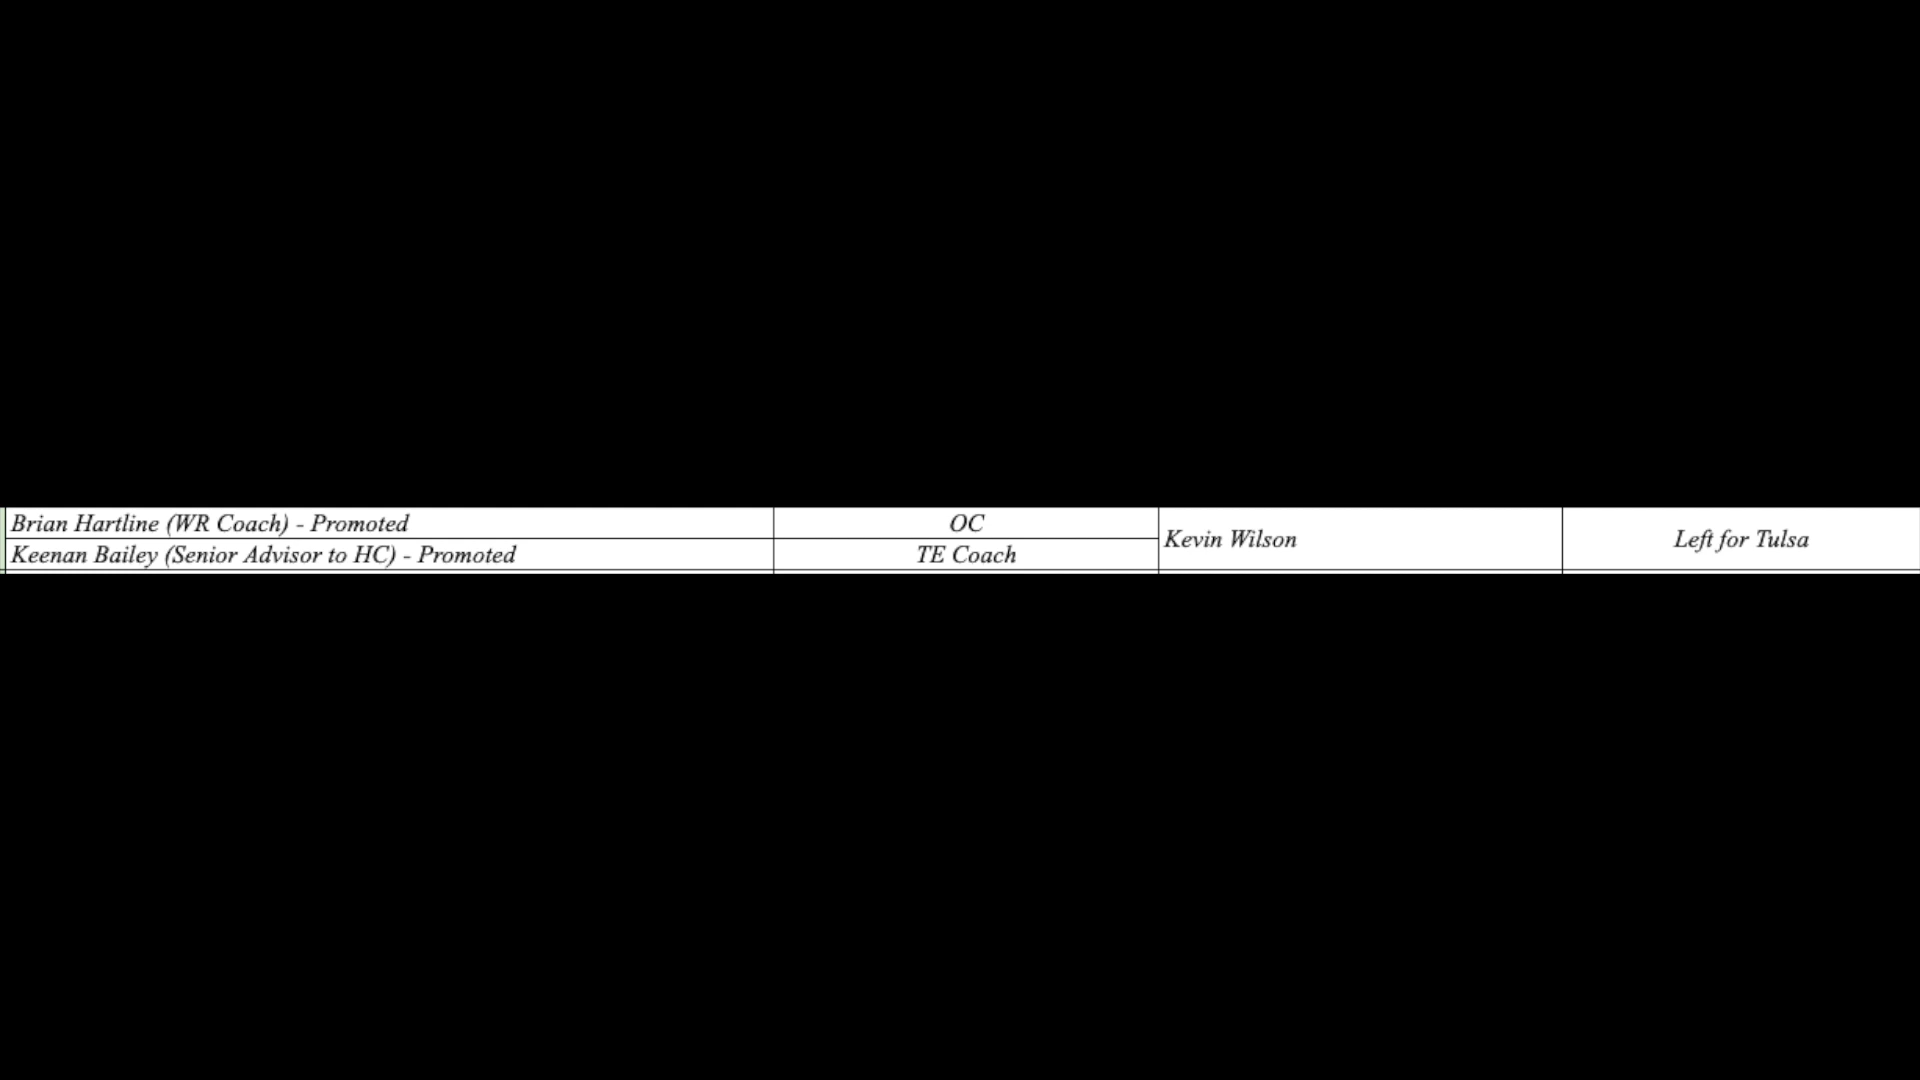 Brian Hartline (WR Coach) - Promoted
OC
Kevin Wilson
Left for Tulsa
Keenan Bailey (Senior Advisor to HC) - Promoted
TE Coach